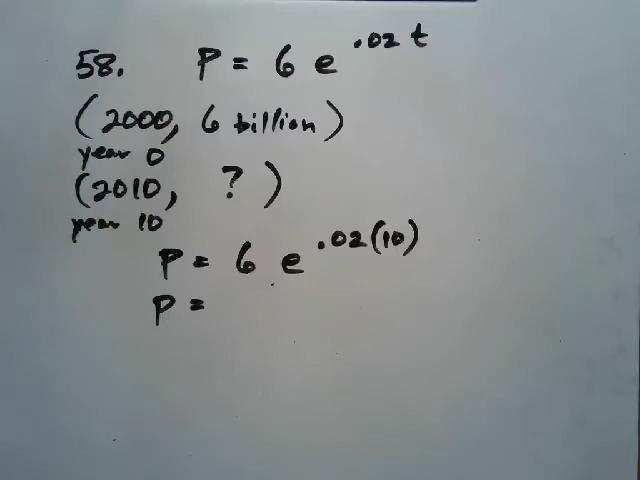 58. P = 6 e^.02 t
(2000, 6 billion)
year 0
(2010, ?)
year 10
P = 6 e^.02(10)
P =